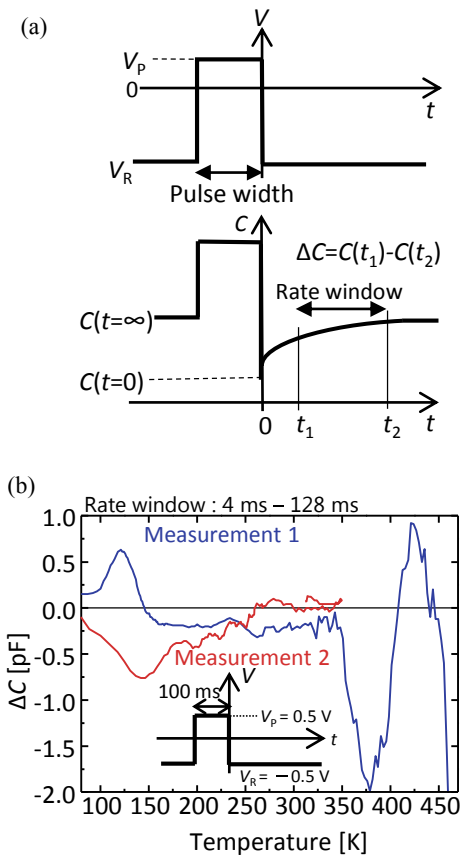 (a)
V
V_P
0
t
V_R
Pulse width
C
ΔC=C(t_1)-C(t_2)
Rate window
C(t=∞)
C(t=0)
0
t_1
t_2
t
(b)
Rate window : 4 ms – 128 ms
Measurement 1
Measurement 2
100 ms
V
V_P = 0.5 V
t
V_R = −0.5 V
1.0
0.5
0.0
-0.5
-1.0
-1.5
-2.0
ΔC [pF]
100 150 200 250 300 350 400 450
Temperature [K]